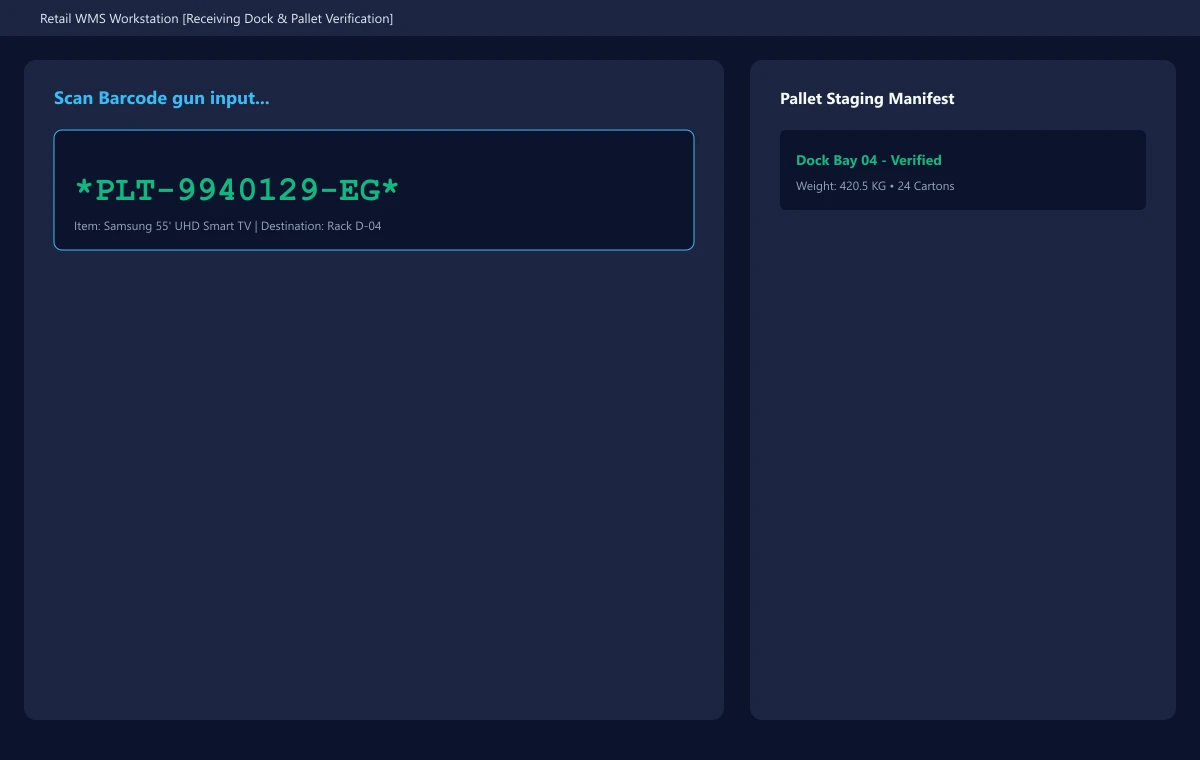 Retail WMS Workstation [Receiving Dock & Pallet Verification]
Scan Barcode gun input...
*PLT-9940129-EG*
Item: Samsung 55' UHD Smart TV | Destination: Rack D-04
Pallet Staging Manifest
Dock Bay 04 - Verified
Weight: 420.5 KG • 24 Cartons